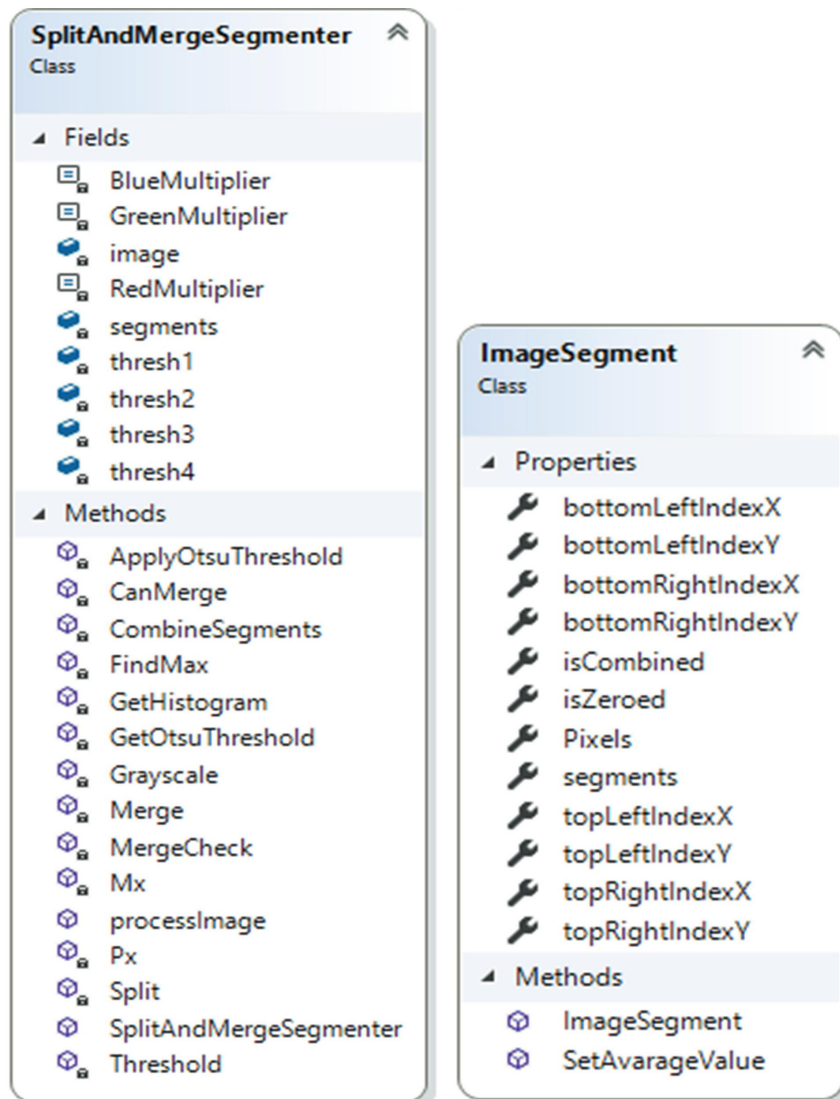 SplitAndMergeSegmenter
Class
Fields
BlueMultiplier
GreenMultiplier
image
RedMultiplier
segments
thresh1
thresh2
thresh3
thresh4
Methods
ApplyOtsuThreshold
CanMerge
CombineSegments
FindMax
GetHistogram
GetOtsuThreshold
Grayscale
Merge
MergeCheck
Mx
processImage
Px
Split
SplitAndMergeSegmenter
Threshold
ImageSegment
Class
Properties
bottomLeftIndexX
bottomLeftIndexY
bottomRightIndexX
bottomRightIndexY
isCombined
isZeroed
Pixels
segments
topLeftIndexX
topLeftIndexY
topRightIndexX
topRightIndexY
Methods
ImageSegment
SetAvarageValue